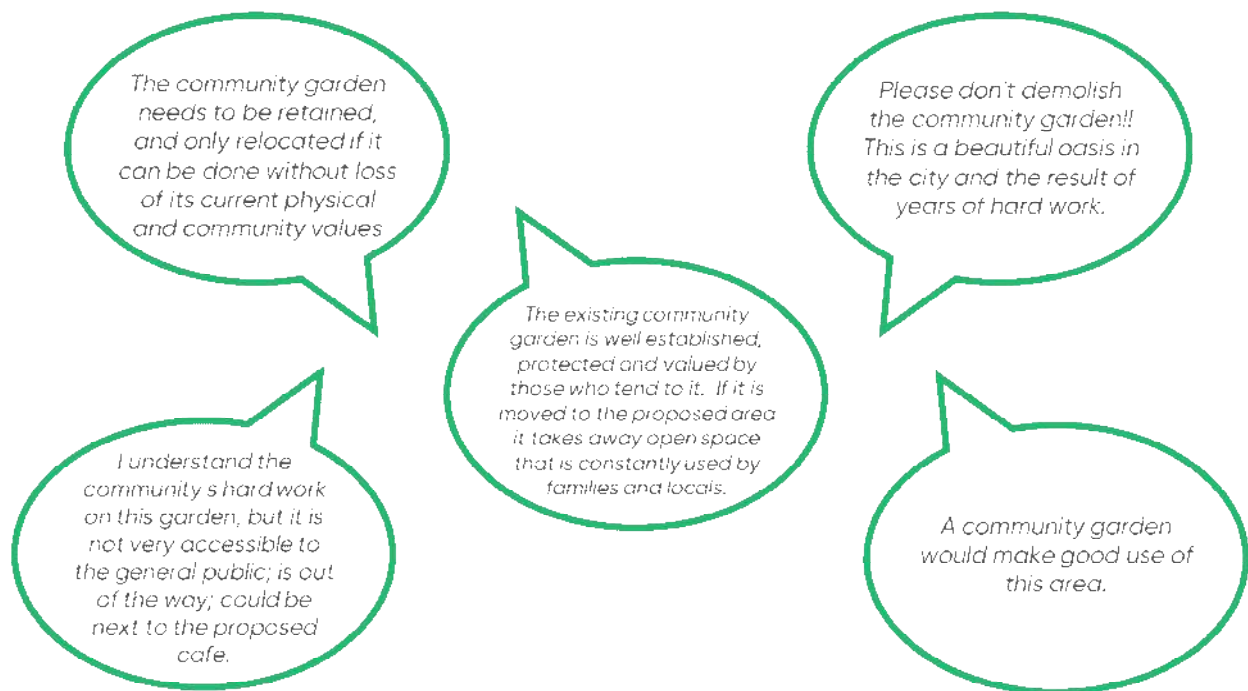 The community garden
needs to be retained,
and only relocated if it
can be done without loss
of its current physical
and community values
Please don't demolish
the community garden!!
This is a beautiful oasis in
the city and the result of
years of hard work.
The existing community
garden is well established,
protected and valued by
those who tend to it. If it is
moved to the proposed area
it takes away open space
that is constantly used by
families and locals.
I understand the
community s hard work
on this garden, but it is
not very accessible to
the general public; is out
of the way; could be
next to the proposed
cafe.
A community garden
would make good use of
this area.